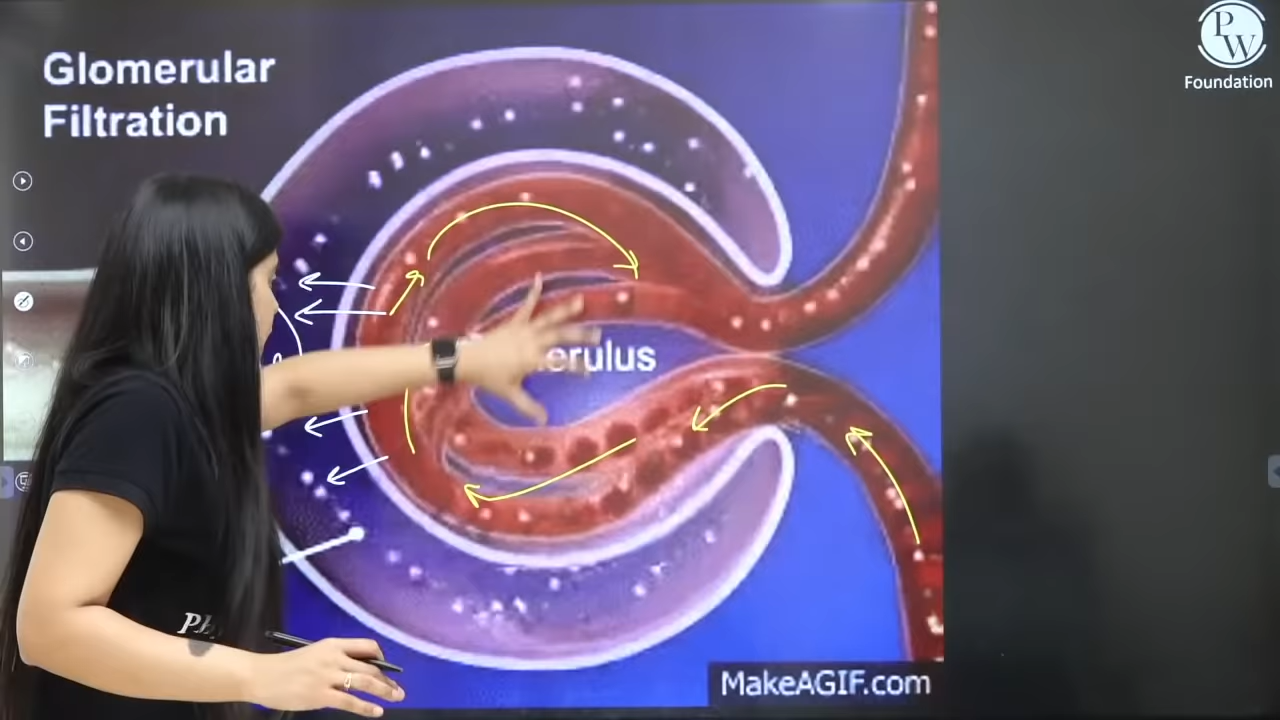 Glomerular
Filtration
PW
Foundation
MakeAGIF.com